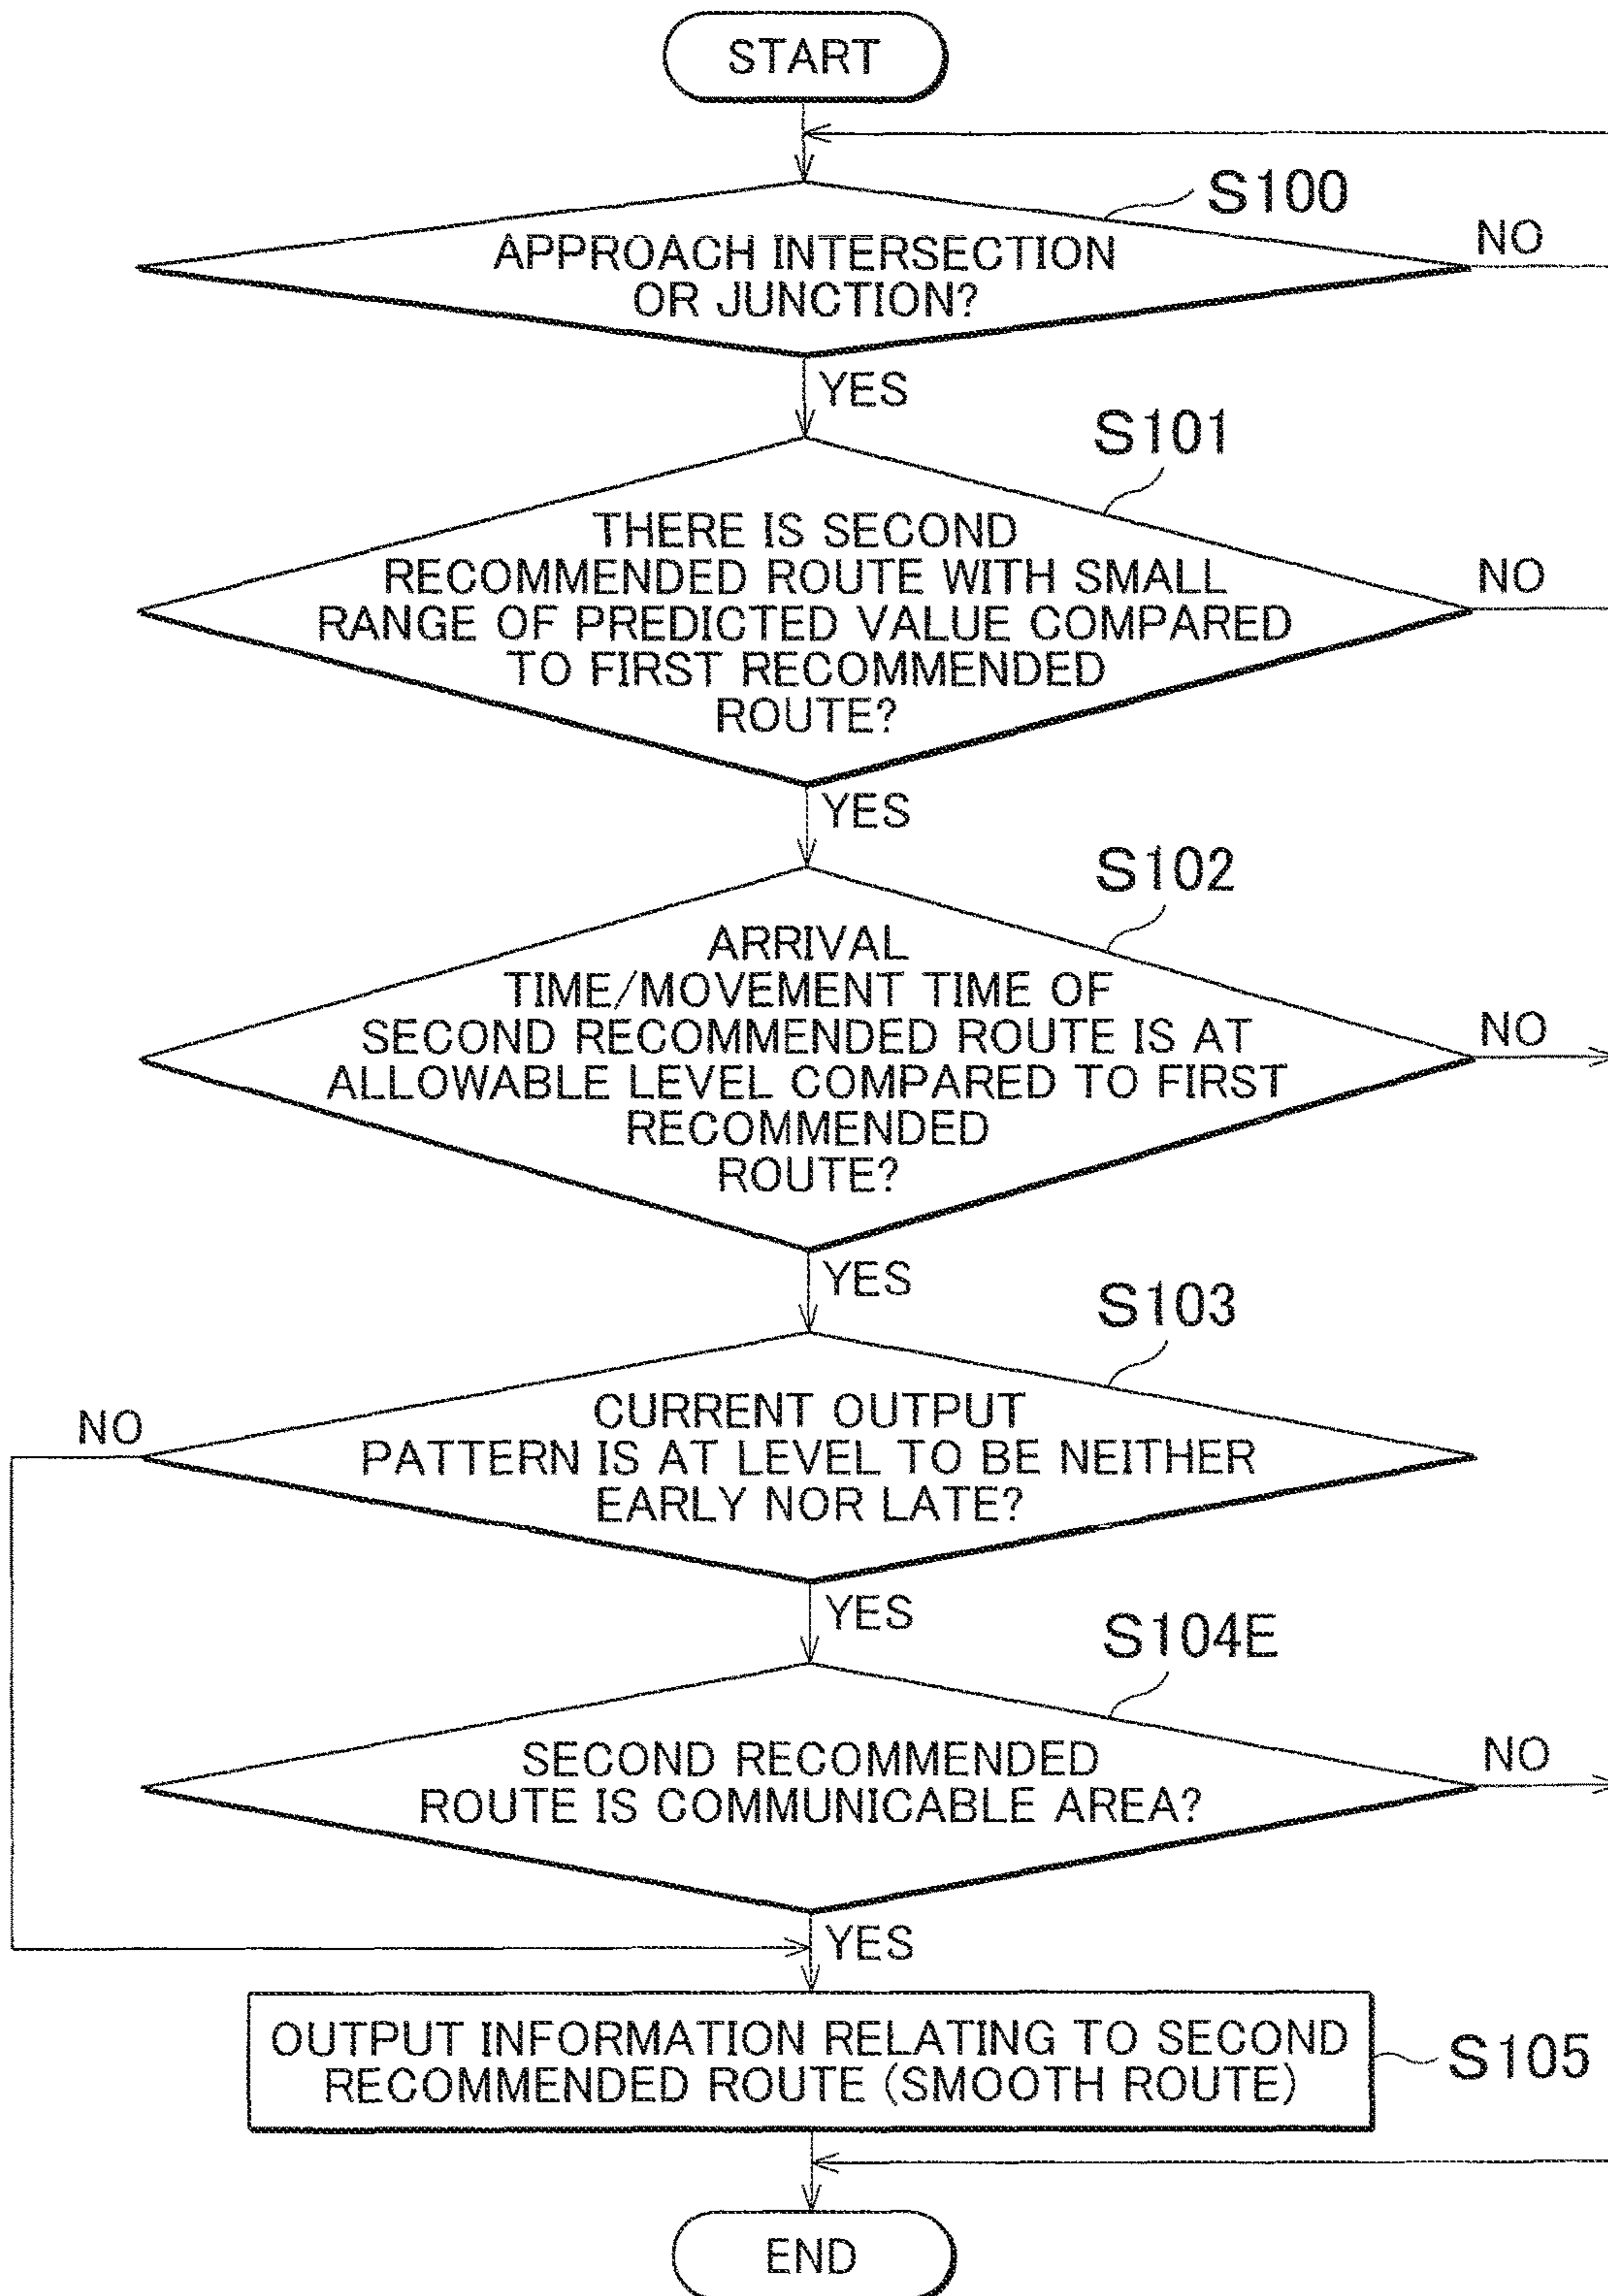 START
S100
APPROACH INTERSECTION
OR JUNCTION?
NO
YES
S101
THERE IS SECOND
RECOMMENDED ROUTE WITH SMALL
RANGE OF PREDICTED VALUE COMPARED
TO FIRST RECOMMENDED
ROUTE?
NO
YES
S102
ARRIVAL
TIME/MOVEMENT TIME OF
SECOND RECOMMENDED ROUTE IS AT
ALLOWABLE LEVEL COMPARED TO FIRST
RECOMMENDED
ROUTE?
NO
YES
S103
CURRENT OUTPUT
PATTERN IS AT LEVEL TO BE NEITHER
EARLY NOR LATE?
NO
YES
S104E
SECOND RECOMMENDED
ROUTE IS COMMUNICABLE AREA?
NO
YES
OUTPUT INFORMATION RELATING TO SECOND
RECOMMENDED ROUTE (SMOOTH ROUTE)
S105
END